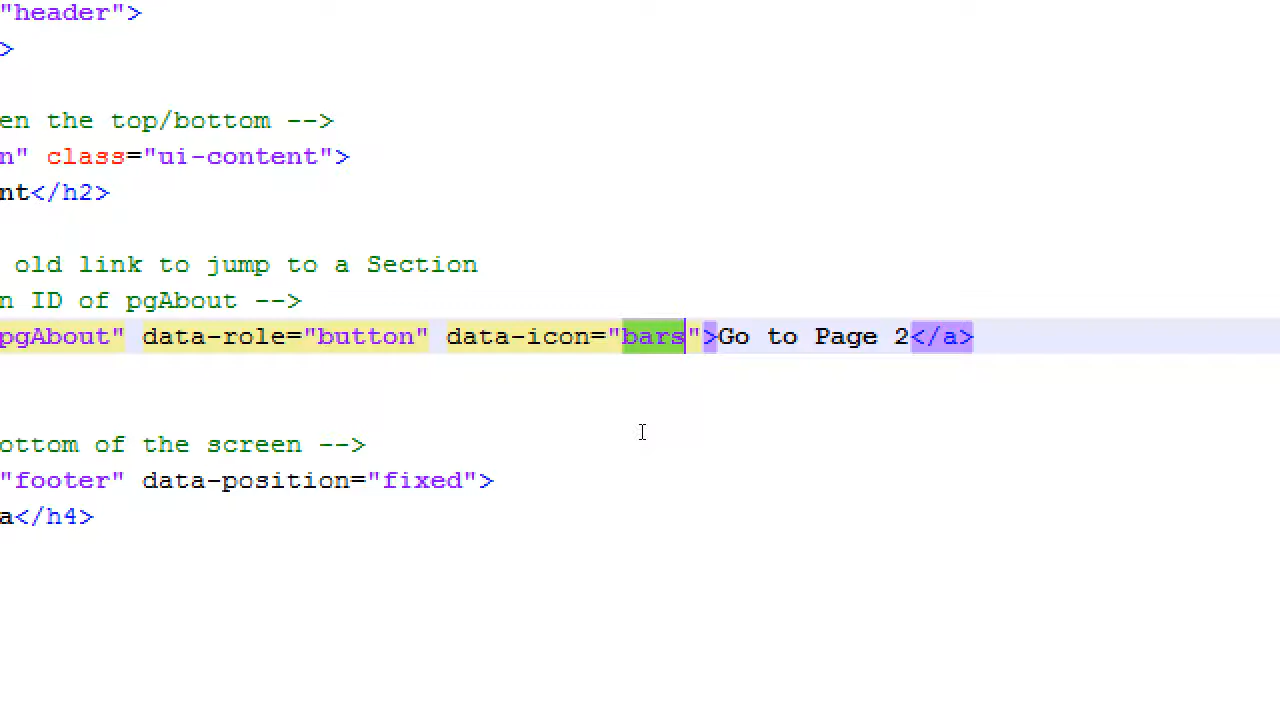 "header">
>
en the top/bottom -->
n" class="ui-content">
nt</h2>
old link to jump to a Section
n ID of pgAbout -->
pgAbout" data-role="button" data-icon="bars">Go to Page 2</a>
ottom of the screen -->
"footer" data-position="fixed">
a</h4>